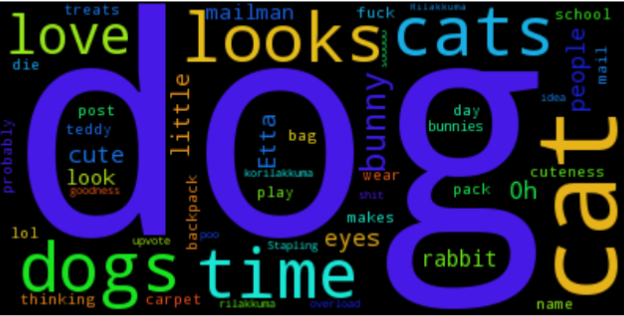 treats
mailman
fuck
Rilakkuma
school
love
looks
cats
people
mail
die
little
bunny
idea
dog
post
teddy
cute
look
goodness
Etta
bag
korilakkuma
play
day
bunnies
probably
backpack
wear
shit
pack
Oh
cuteness
cat
makes
lol
upvote
poo
Stapling
eyes
rabbit
dogs
time
thinking
carpet
rilakkuma
overload
name